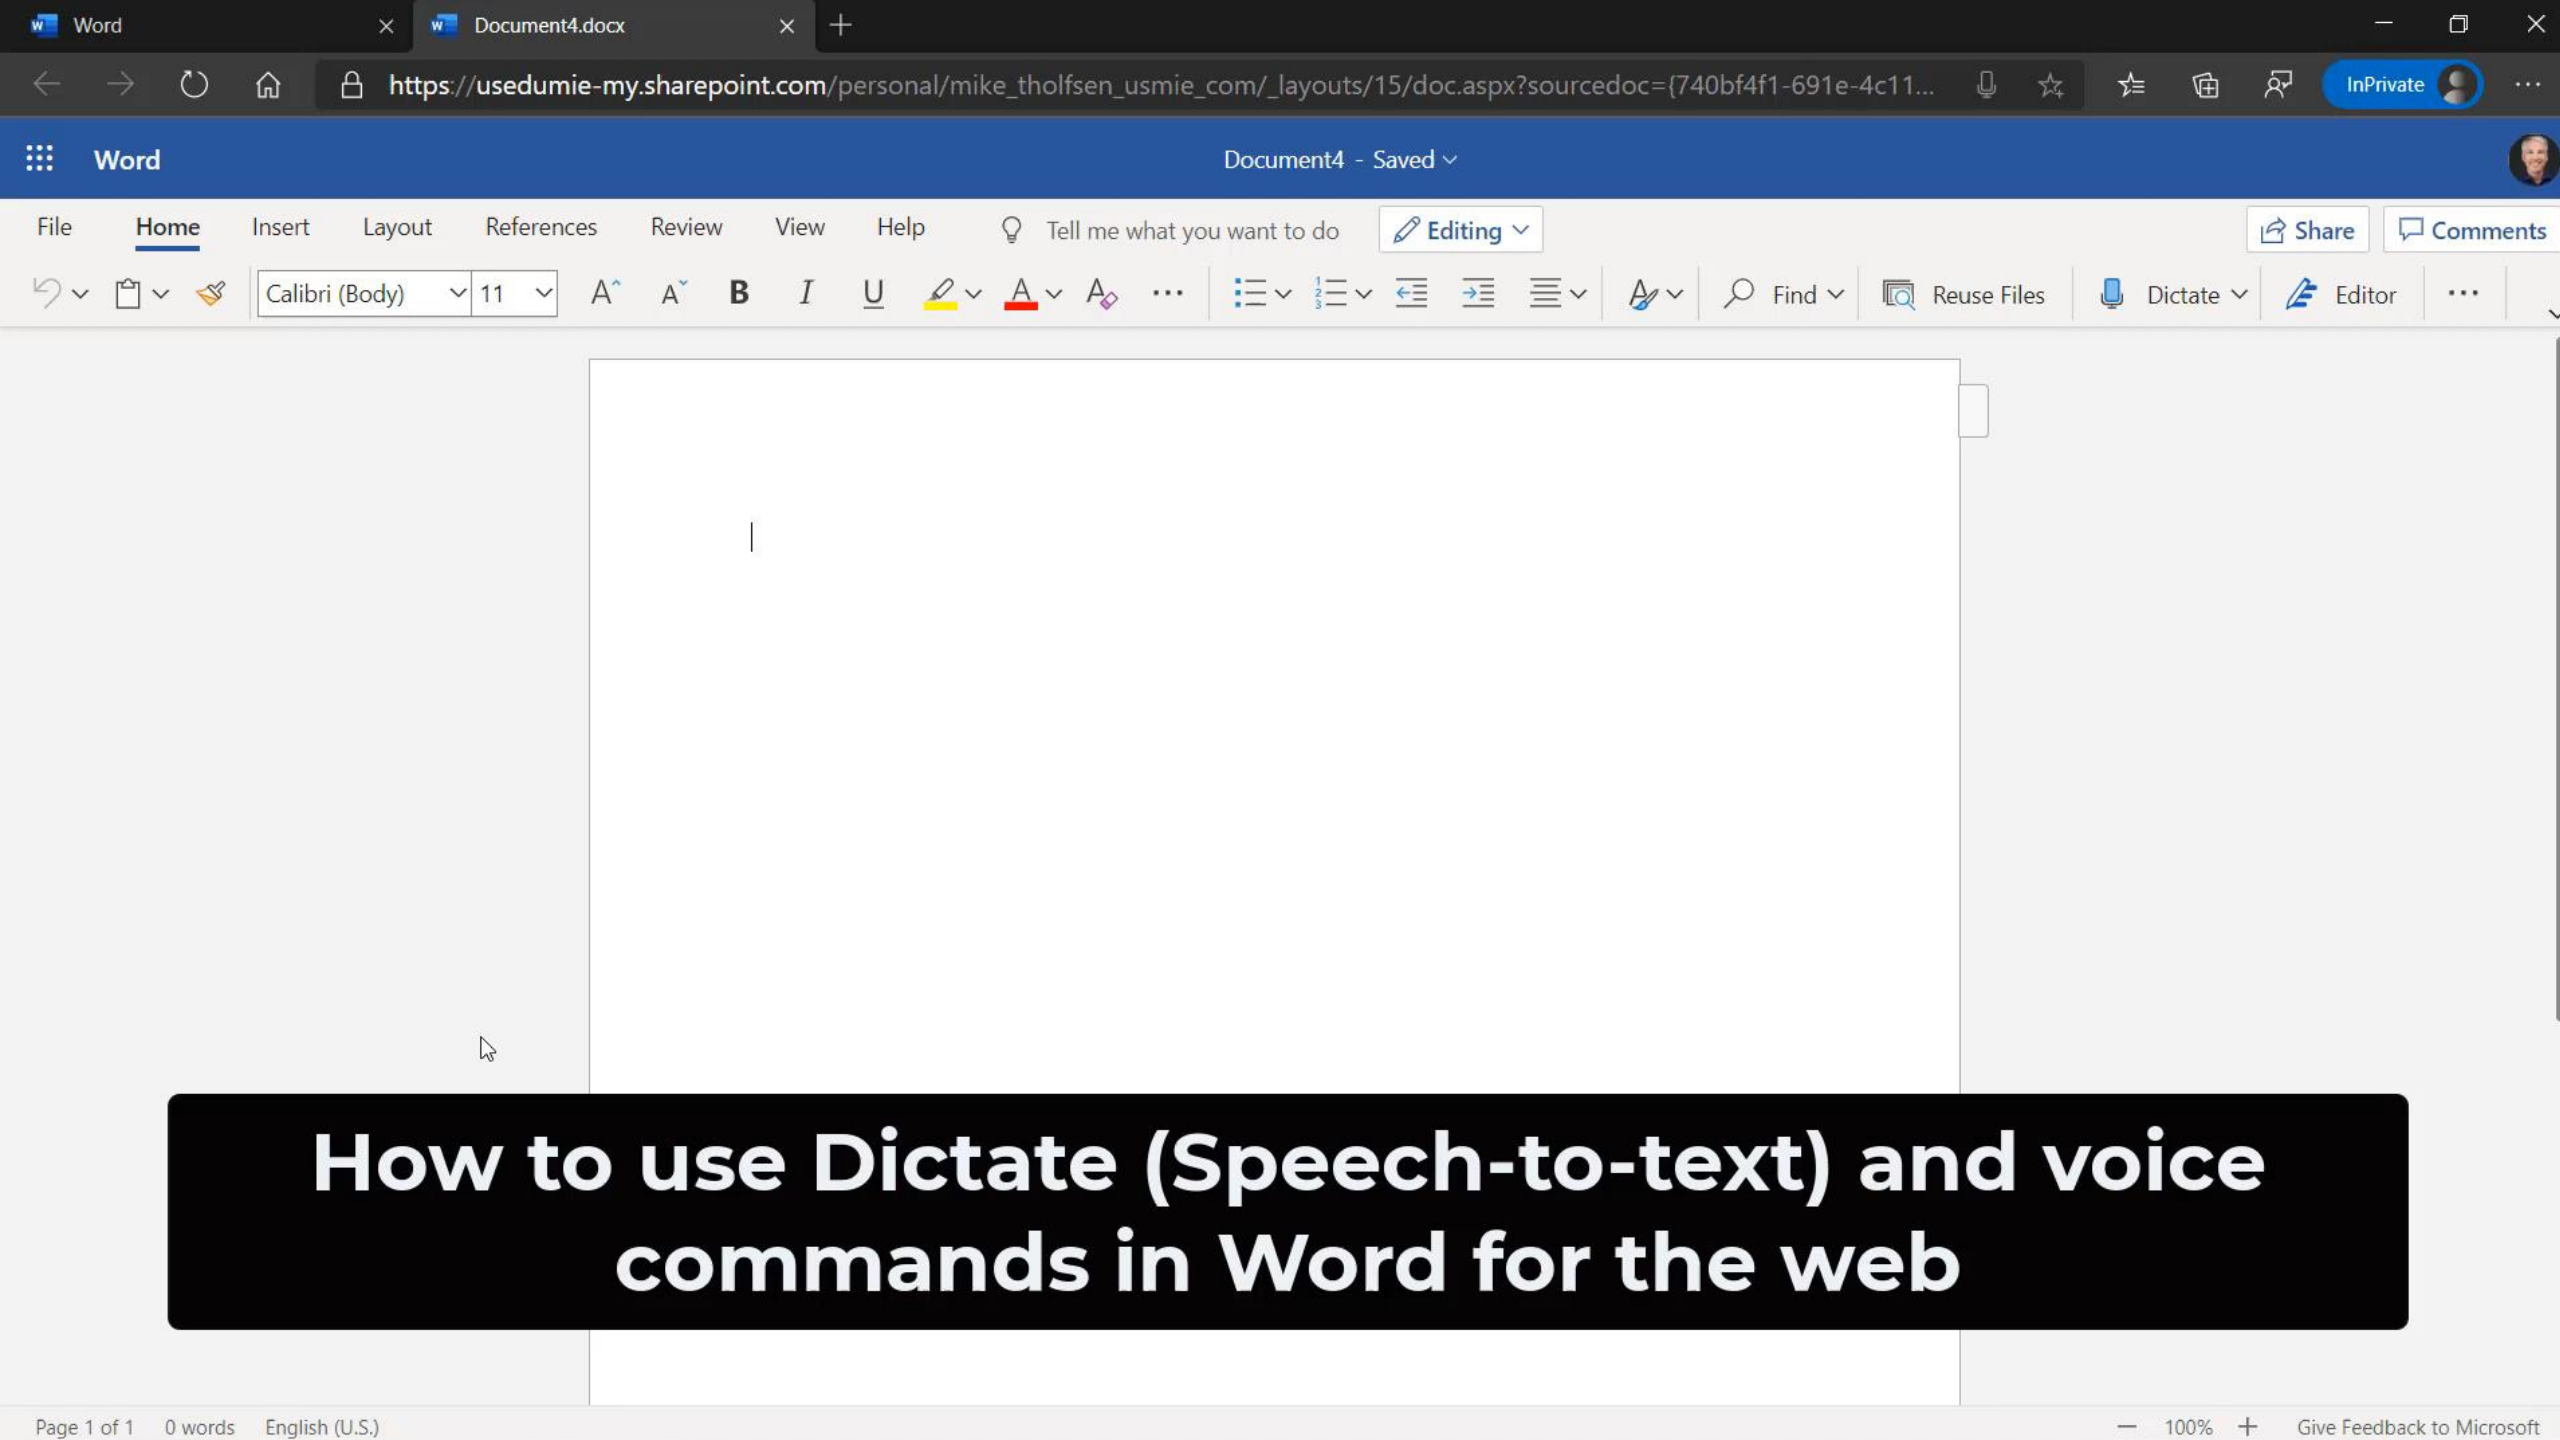 Word
Document4.docx
https://usedumie-my.sharepoint.com/personal/mike_tholfsen_usmie_com/_layouts/15/doc.aspx?sourcedoc={740bf4f1-691e-4c11...
InPrivate
Word
Document4 - Saved
File Home Insert Layout References Review View Help Tell me what you want to do Editing Share Comments
Calibri (Body) 11 B I U A Find Reuse Files Dictate Editor
How to use Dictate (Speech-to-text) and voice
commands in Word for the web
Page 1 of 1 0 words English (U.S.) 100% Give Feedback to Microsoft